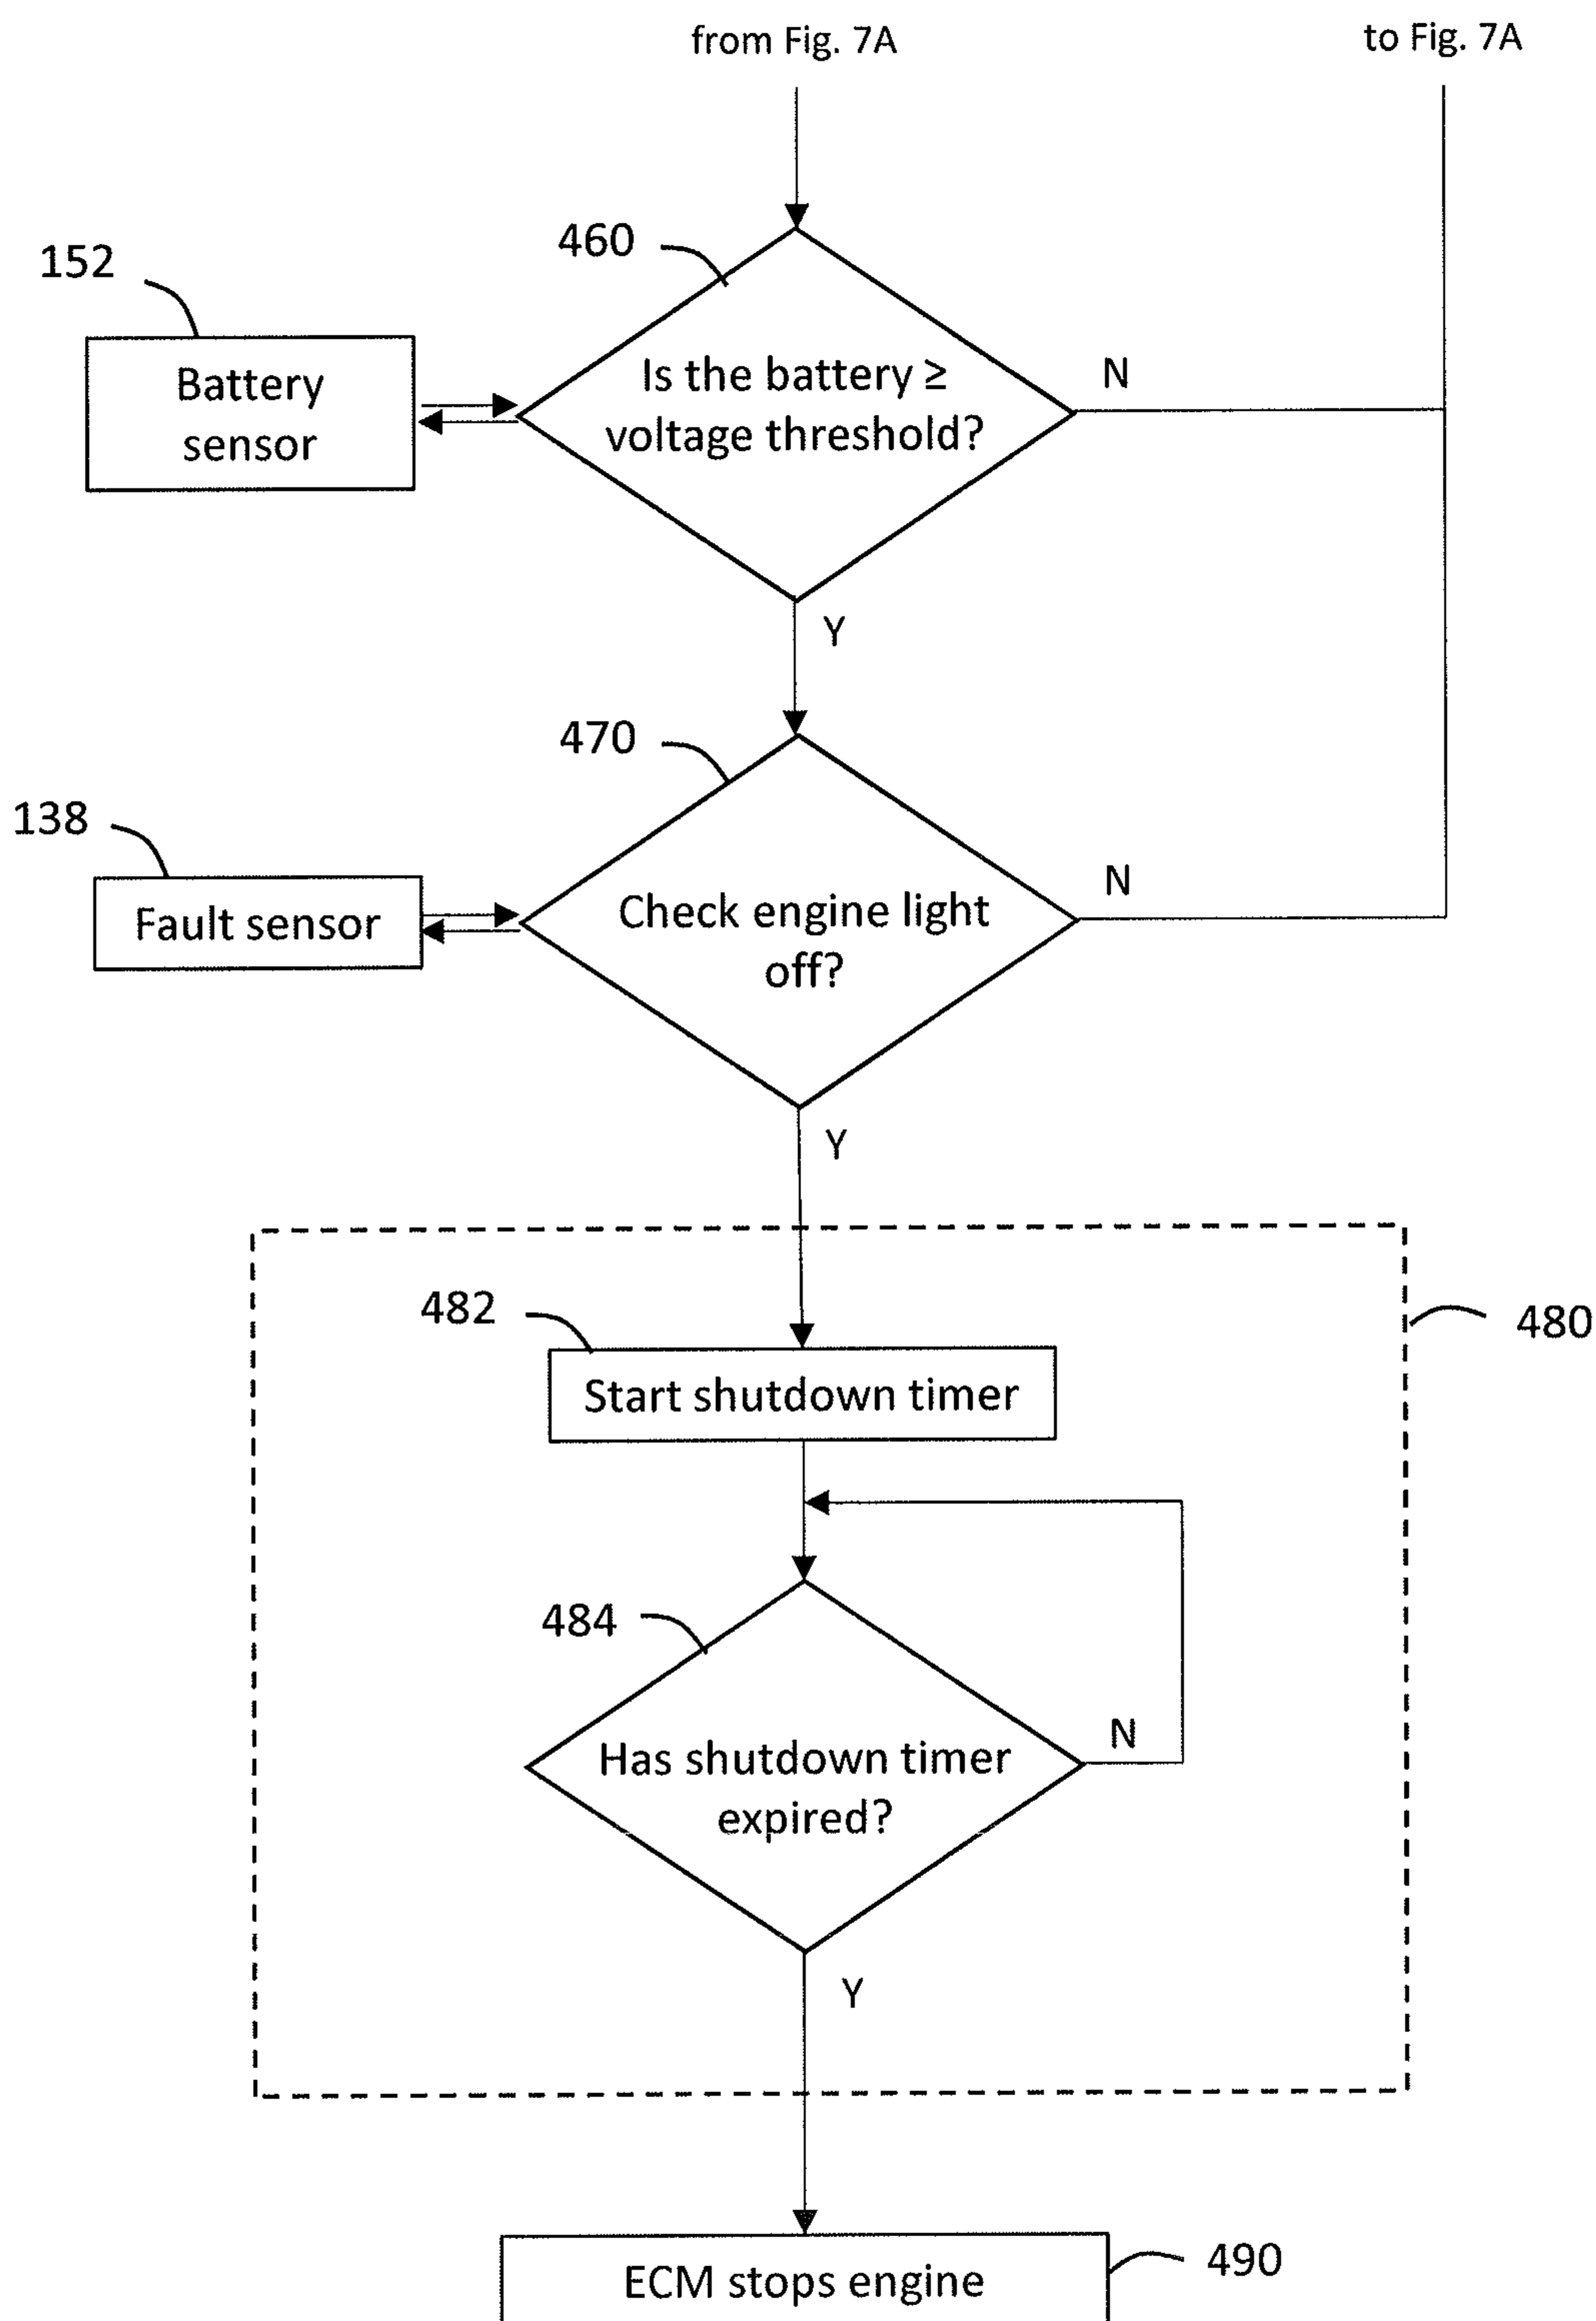 from Fig. 7A
to Fig. 7A
460
152
Battery
sensor
Is the battery ≥
voltage threshold?
N
Y
470
138
Fault sensor
Check engine light
off?
N
Y
480
482
Start shutdown timer
484
Has shutdown timer
expired?
N
Y
ECM stops engine
490